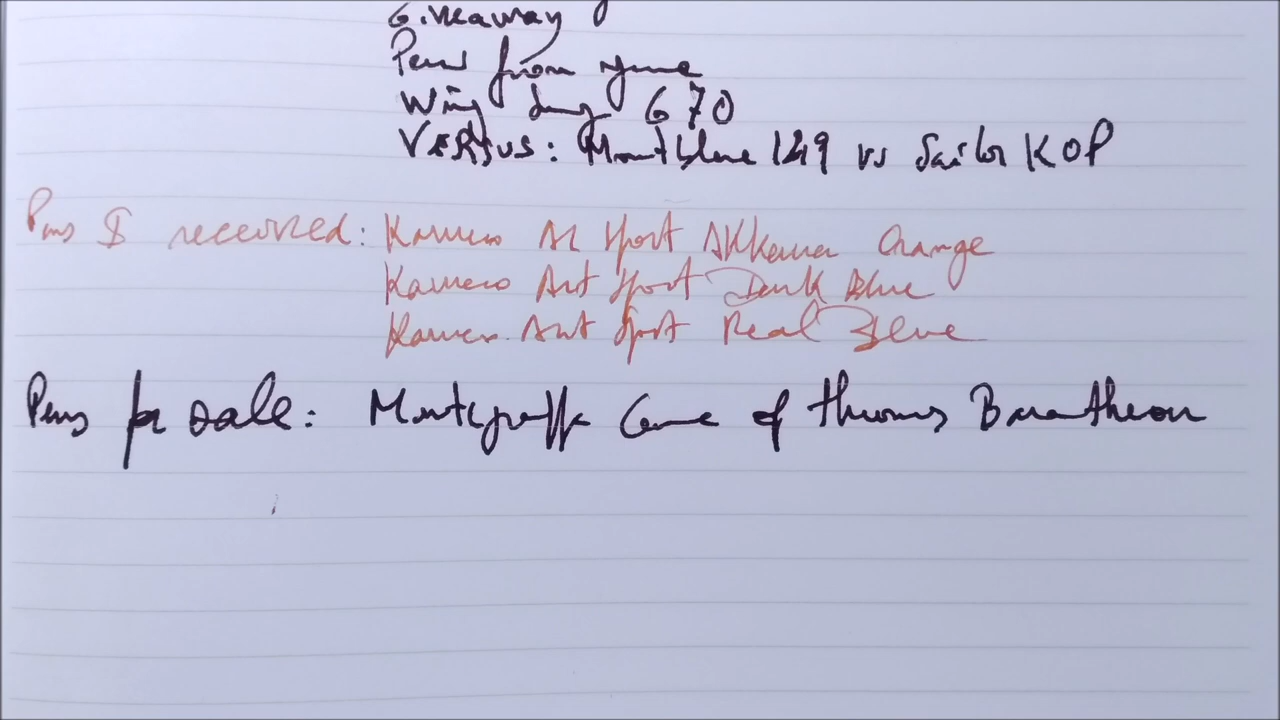 Giveaway
Pens from
Wing Sung 670
VERSUS: Montblanc 149 vs Sailor KOP
Pens I received: Kaweco AL Sport Orange
Kaweco Art Sport Dark Blue
Kaweco Art Sport Real Blue
Pens for sale: Montegrappa Game of Thrones Baratheon